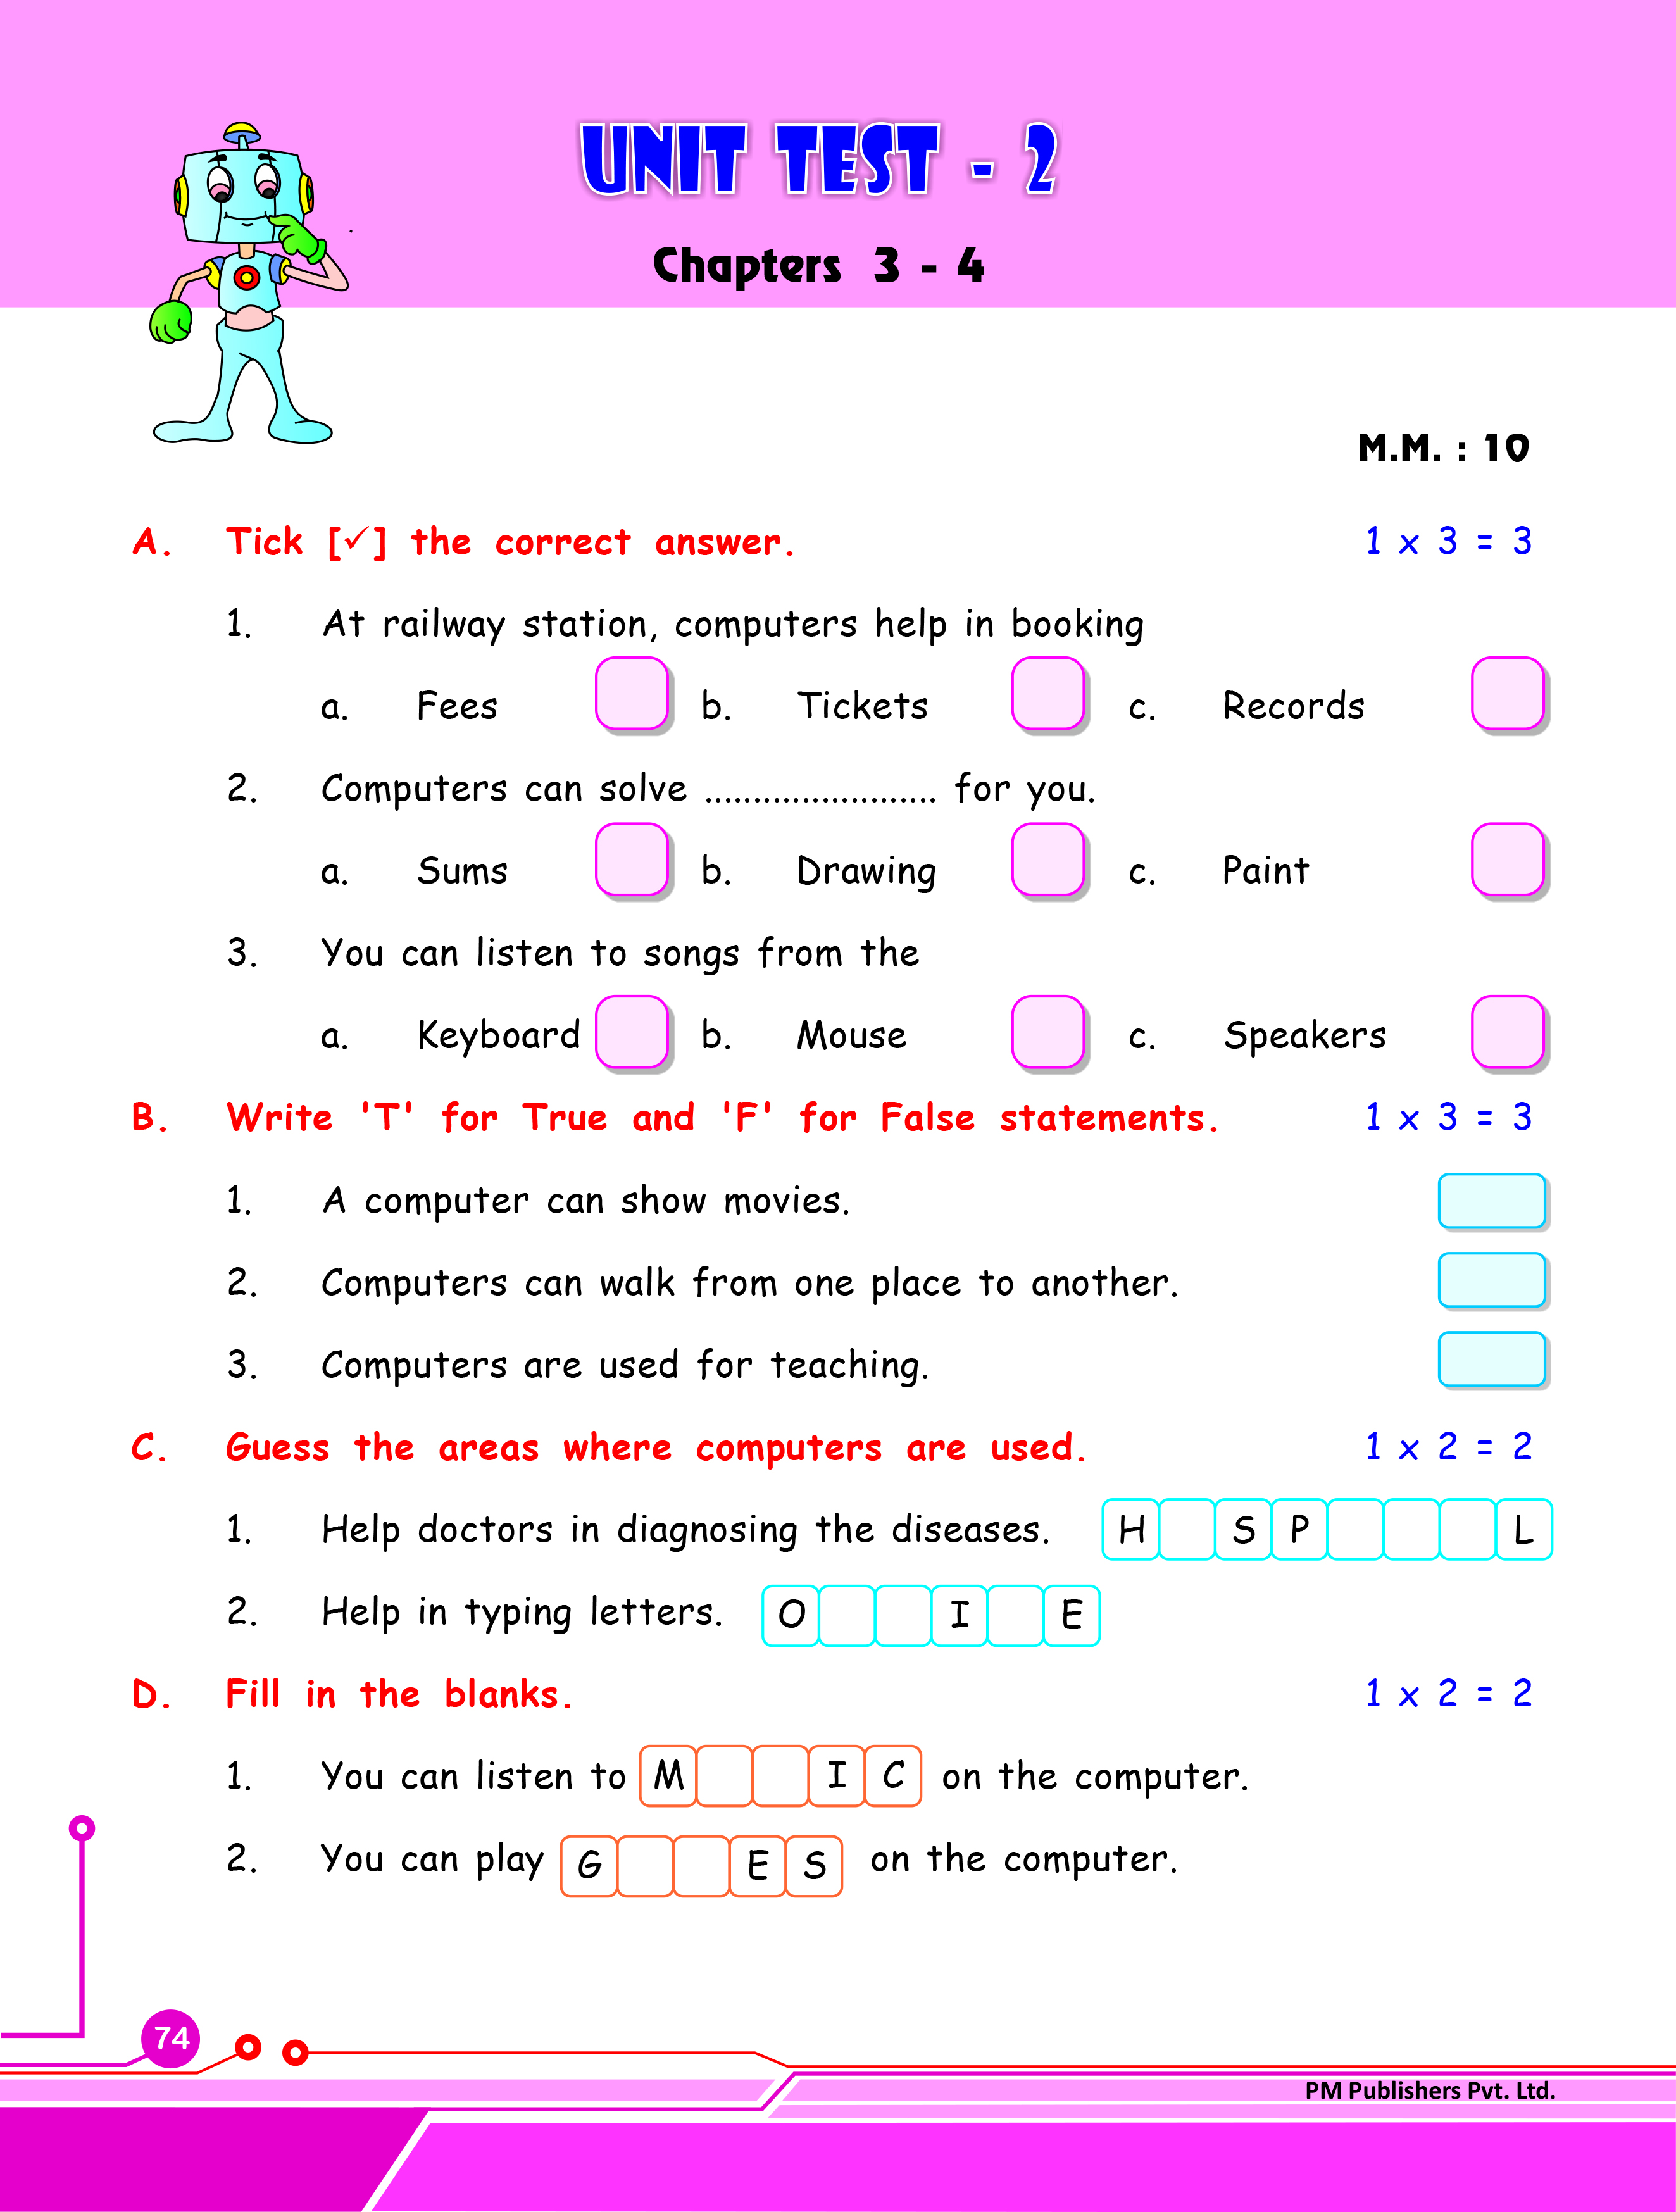 UNIT TEST - 2
Chapters 3 - 4
M.M. : 10
A. Tick [✓] the correct answer. 1 x 3 = 3
1. At railway station, computers help in booking
a. Fees b. Tickets c. Records
2. Computers can solve ........................ for you.
a. Sums b. Drawing c. Paint
3. You can listen to songs from the
a. Keyboard b. Mouse c. Speakers
B. Write 'T' for True and 'F' for False statements. 1 x 3 = 3
1. A computer can show movies.
2. Computers can walk from one place to another.
3. Computers are used for teaching.
C. Guess the areas where computers are used. 1 x 2 = 2
1. Help doctors in diagnosing the diseases. H S P L
2. Help in typing letters. O I E
D. Fill in the blanks. 1 x 2 = 2
1. You can listen to M I C on the computer.
2. You can play G E S on the computer.
74
PM Publishers Pvt. Ltd.